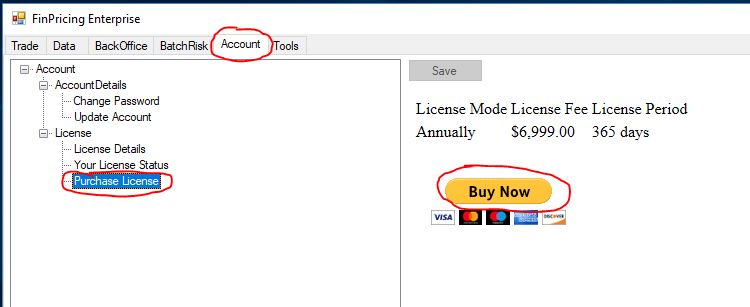 FinPricing Enterprise
Trade Data BackOffice BatchRisk Account Tools
Account
AccountDetails
Change Password
Update Account
License
License Details
Your License Status
Purchase License
Save
License Mode License Fee License Period
Annually $6,999.00 365 days
Buy Now
VISA DISCOVER